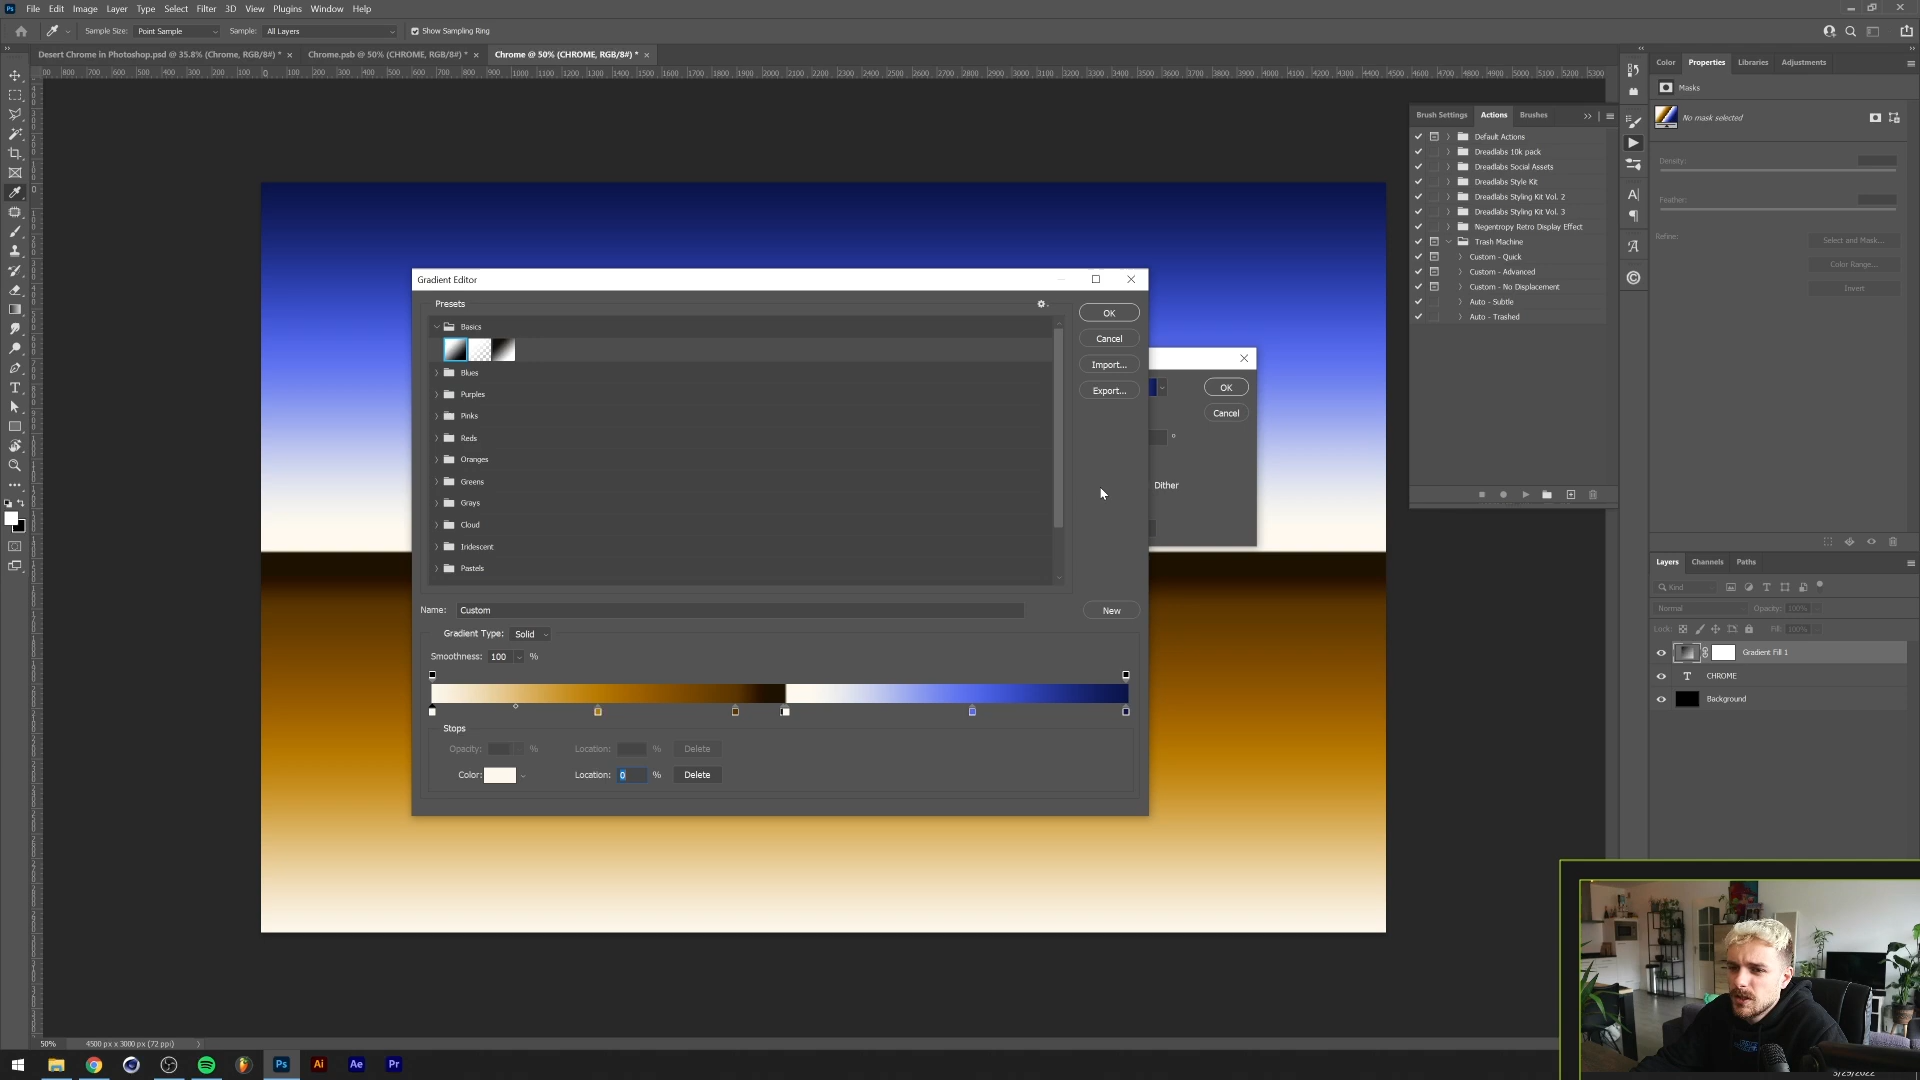 File Edit Image Layer Type Select Filter 3D View Plugins Window Help
Sample Size: Point Sample Sample: All Layers Show Sampling Ring
Desert Chrome in Photoshop.psd @ 35.8% (Chrome, RGB/8#) * Chrome.psb @ 50% (CHROME, RGB/8#) * Chrome @ 50% (CHROME, RGB/8#) *
Color Properties Libraries Adjustments
Masks
No mask selected
Density:
Feather:
Refine: Select and Mask...
Color Range...
Invert
Brush Settings Actions Brushes
Default Actions
Dreadlabs 10k pack
Dreadlabs Social Assets
Dreadlabs Style Kit
Dreadlabs Styling Kit Vol. 2
Dreadlabs Styling Kit Vol. 3
Negentropy Retro Display Effect
Trash Machine
Custom - Quick
Custom - Advanced
Custom - No Displacement
Auto - Subtle
Auto - Trashed
Gradient Editor
Presets
Basics
Blues
Purples
Pinks
Reds
Oranges
Greens
Grays
Cloud
Iridescent
Pastels
OK
Cancel
Import...
Export...
OK
Cancel
Dither
Name: Custom New
Gradient Type: Solid
Smoothness: 100 %
Stops
Opacity: % Location: % Delete
Color: Location: 0 % Delete
Layers Channels Paths
Kind
Normal Opacity: 100%
Lock: Fill: 100%
Gradient Fill 1
CHROME
Background
50% 4500 px x 3000 px (72 ppi)
Ps Ai Ae Pr